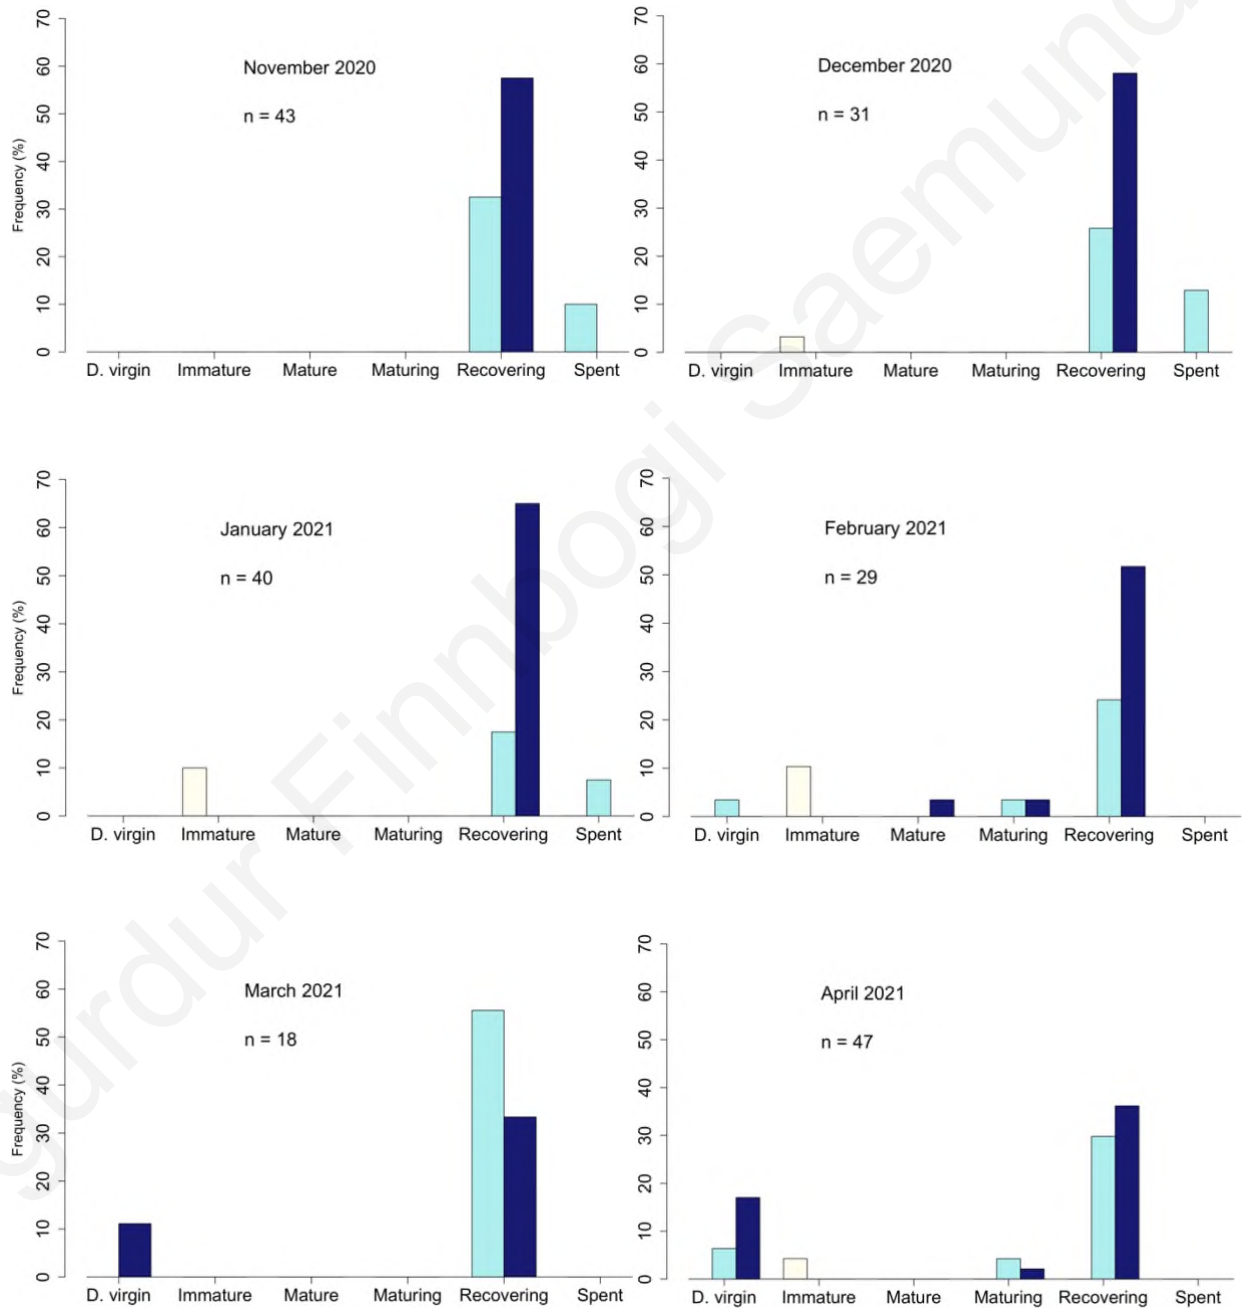 November 2020
n = 43
Frequency (%)
0 10 20 30 40 50 60 70
D. virgin Immature Mature Maturing Recovering Spent
December 2020
n = 31
0 10 20 30 40 50 60 70
D. virgin Immature Mature Maturing Recovering Spent
January 2021
n = 40
Frequency (%)
0 10 20 30 40 50 60 70
D. virgin Immature Mature Maturing Recovering Spent
February 2021
n = 29
0 10 20 30 40 50 60 70
D. virgin Immature Mature Maturing Recovering Spent
March 2021
n = 18
Frequency (%)
0 10 20 30 40 50 60 70
D. virgin Immature Mature Maturing Recovering Spent
April 2021
n = 47
0 10 20 30 40 50 60 70
D. virgin Immature Mature Maturing Recovering Spent
gurdur Finnbogi Saemund